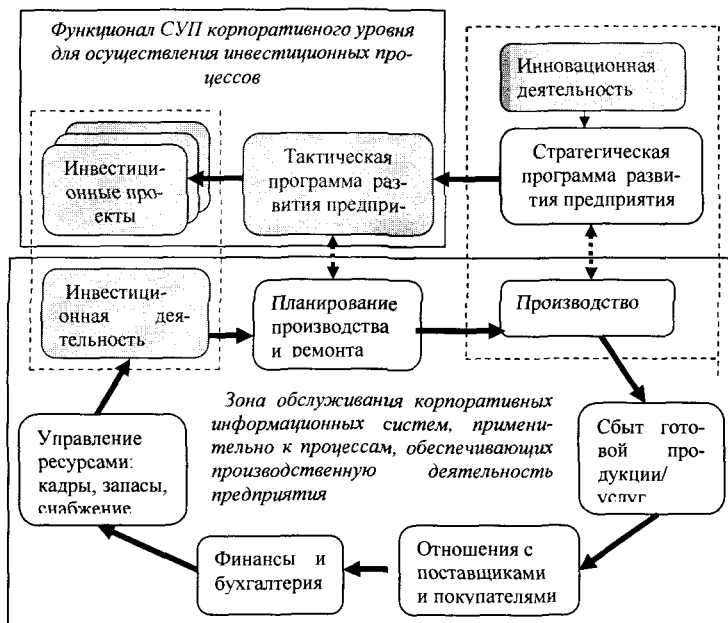 Функционал СУП корпоративного уровня
для осуществления инвестиционных про-
цессов
Инновационная
деятельность
Инвестици-
онные про-
екты
Тактическая
программа раз-
вития предпри-
Стратегическая
программа разви-
тия предприятия
Инвестици-
онная дея-
тельность
Планирование
производства
и ремонта
Производство
Зона обслуживания корпоративных
информационных систем, примени-
тельно к процессам, обеспечивающих
производственную деятельность
предприятия
Управление
ресурсами:
кадры, запасы,
снабжение
Сбыт гото-
вой про-
дукции/
услуг
Финансы и
бухгалтерия
Отношения с
поставщиками
и покупателями